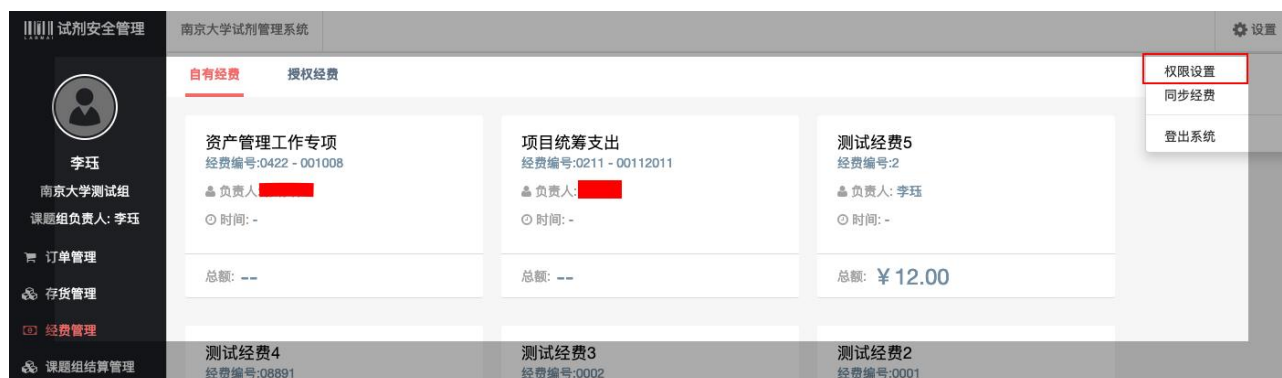 试剂安全管理
LANMAI
南京大学试剂管理系统
设置
自有经费
授权经费
权限设置
同步经费
登出系统
李珏
南京大学测试组
课题组负责人: 李珏
订单管理
存货管理
经费管理
课题组结算管理
资产管理工作专项
经费编号:0422 - 001008
负责人
时间: -
总额: --
项目统筹支出
经费编号:0211 - 00112011
负责人:
时间: -
总额: --
测试经费5
经费编号:2
负责人: 李珏
时间: -
总额: ¥ 12.00
测试经费4
经费编号:08891
测试经费3
经费编号:0002
测试经费2
经费编号:0001